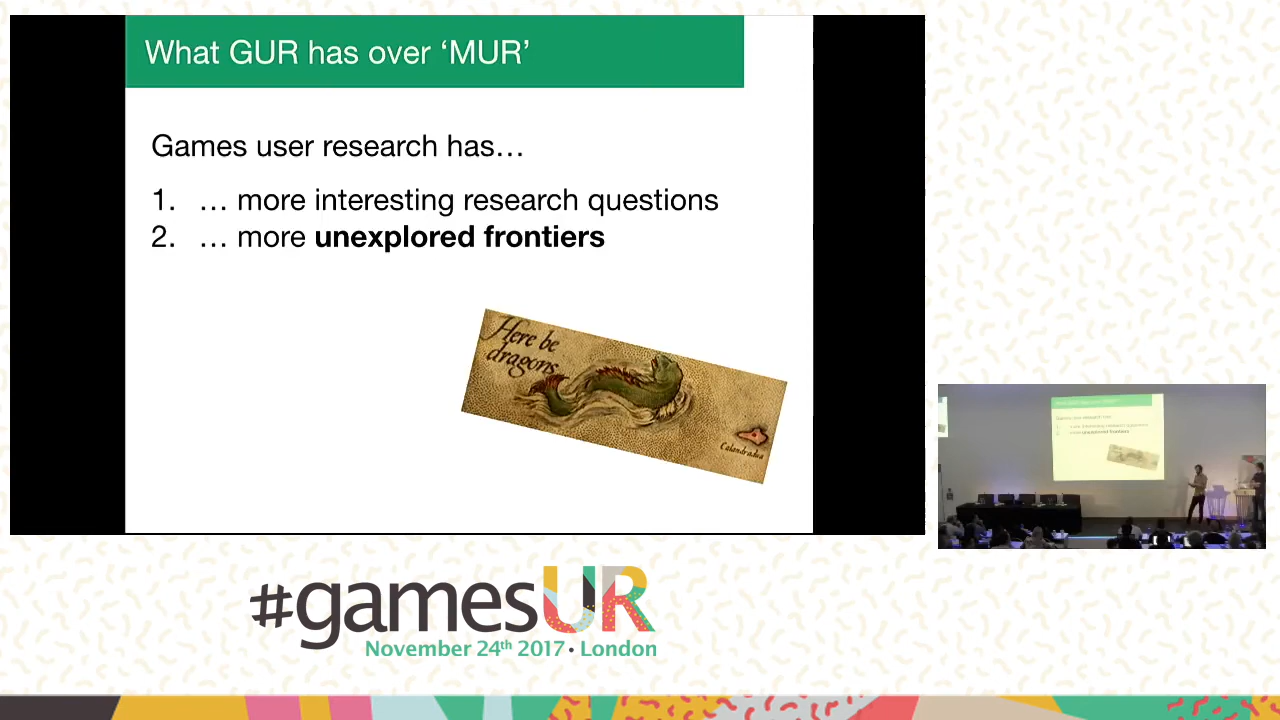 What GUR has over ‘MUR’
Games user research has…
1. … more interesting research questions
2. … more unexplored frontiers
Here be
dragons
Calandradia
#gamesUR
November 24th 2017 • London